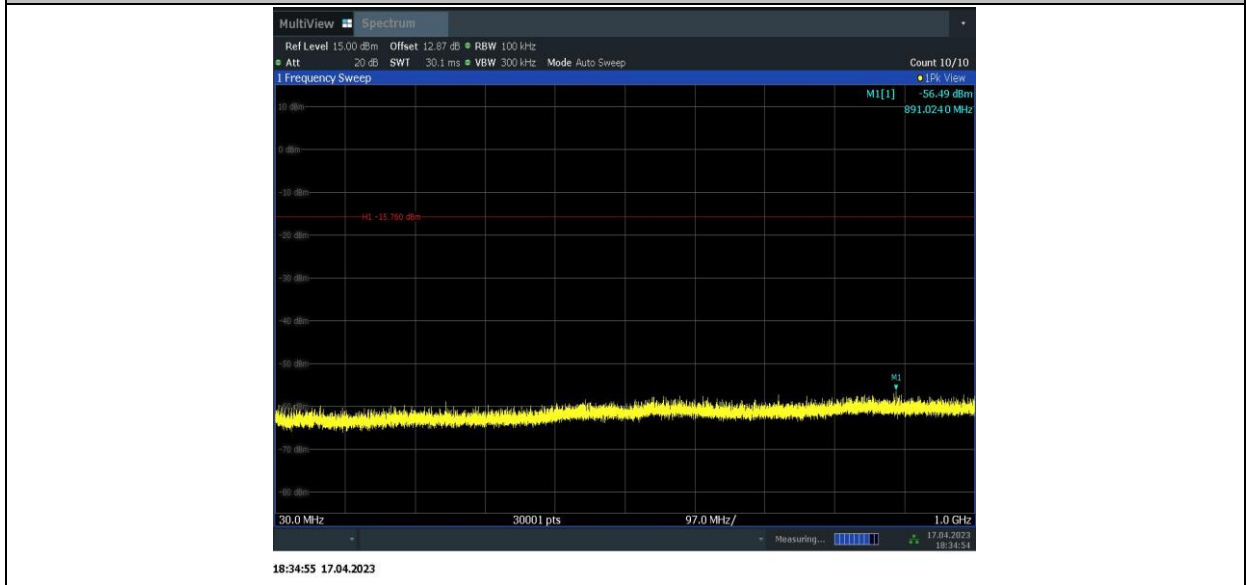 MultiView Spectrum
Ref Level 15.00 dBm Offset 12.87 dB RBW 100 kHz
Att 20 dB SWT 30.1 ms VBW 300 kHz Mode Auto Sweep Count 10/10
1 Frequency Sweep 1Pk View
M1[1] -56.49 dBm
891.0240 MHz
10 dBm
0 dBm
-10 dBm
H1 -15.760 dBm
-20 dBm
-30 dBm
-40 dBm
-50 dBm
M1
-70 dBm
-80 dBm
30.0 MHz 30001 pts 97.0 MHz/ 1.0 GHz
Measuring... 17.04.2023
18:34:54
18:34:55 17.04.2023